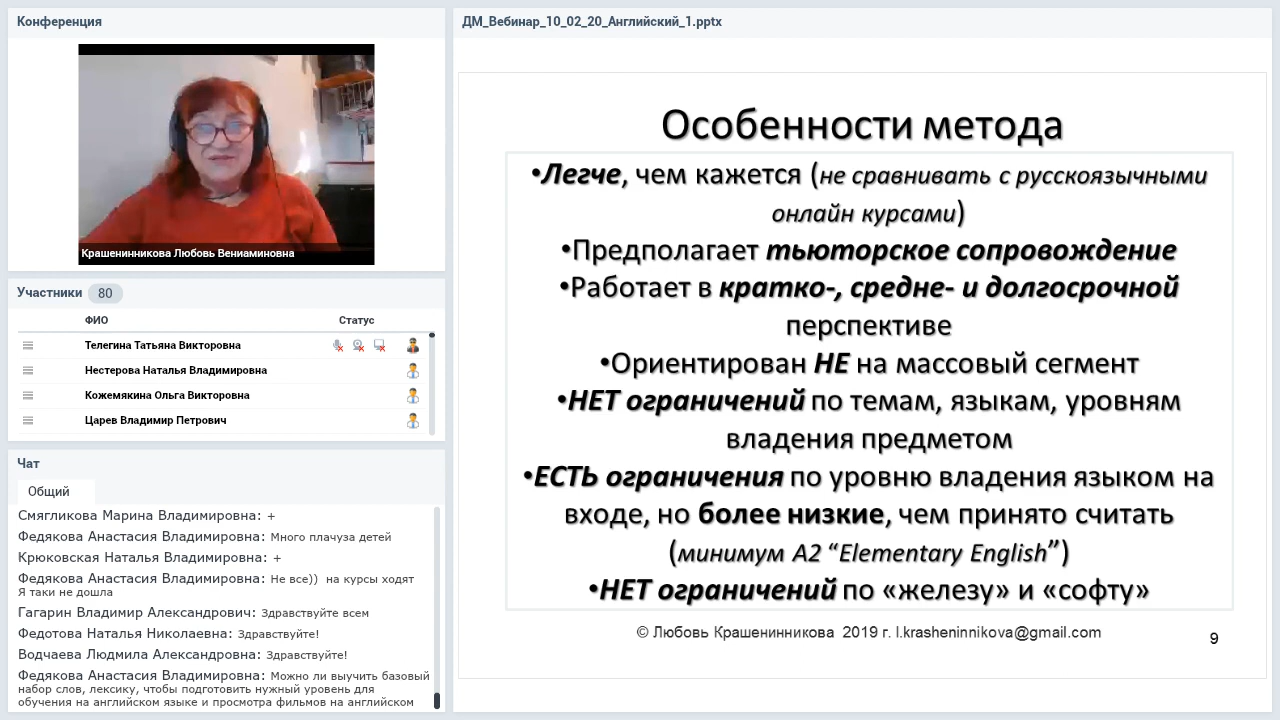 Конференция
Крашенинникова Любовь Вениаминовна
Участники 80
ФИО Статус
Телегина Татьяна Викторовна
Нестерова Наталья Владимировна
Кожемякина Ольга Викторовна
Царев Владимир Петрович
Чат
Общий
Смягликова Марина Владимировна: +
Федякова Анастасия Владимировна: Много плачуза детей
Крюковская Наталья Владимировна: +
Федякова Анастасия Владимировна: Не все)) на курсы ходят
Я таки не дошла
Гагарин Владимир Александрович: Здравствуйте всем
Федотова Наталья Николаевна: Здравствуйте!
Водчаева Людмила Александровна: Здравствуйте!
Федякова Анастасия Владимировна: Можно ли выучить базовый
набор слов, лексику, чтобы подготовить нужный уровень для
обучения на английском языке и просмотра фильмов на английском
ДМ_Вебинар_10_02_20_Английский_1.pptx
Особенности метода
•Легче, чем кажется (не сравнивать с русскоязычными
онлайн курсами)
•Предполагает тьюторское сопровождение
•Работает в кратко-, средне- и долгосрочной
перспективе
•Ориентирован НЕ на массовый сегмент
•НЕТ ограничений по темам, языкам, уровням
владения предметом
•ЕСТЬ ограничения по уровню владения языком на
входе, но более низкие, чем принято считать
(минимум А2 “Elementary English”)
•НЕТ ограничений по «железу» и «софту»
© Любовь Крашенинникова 2019 г. l.krasheninnikova@gmail.com
9